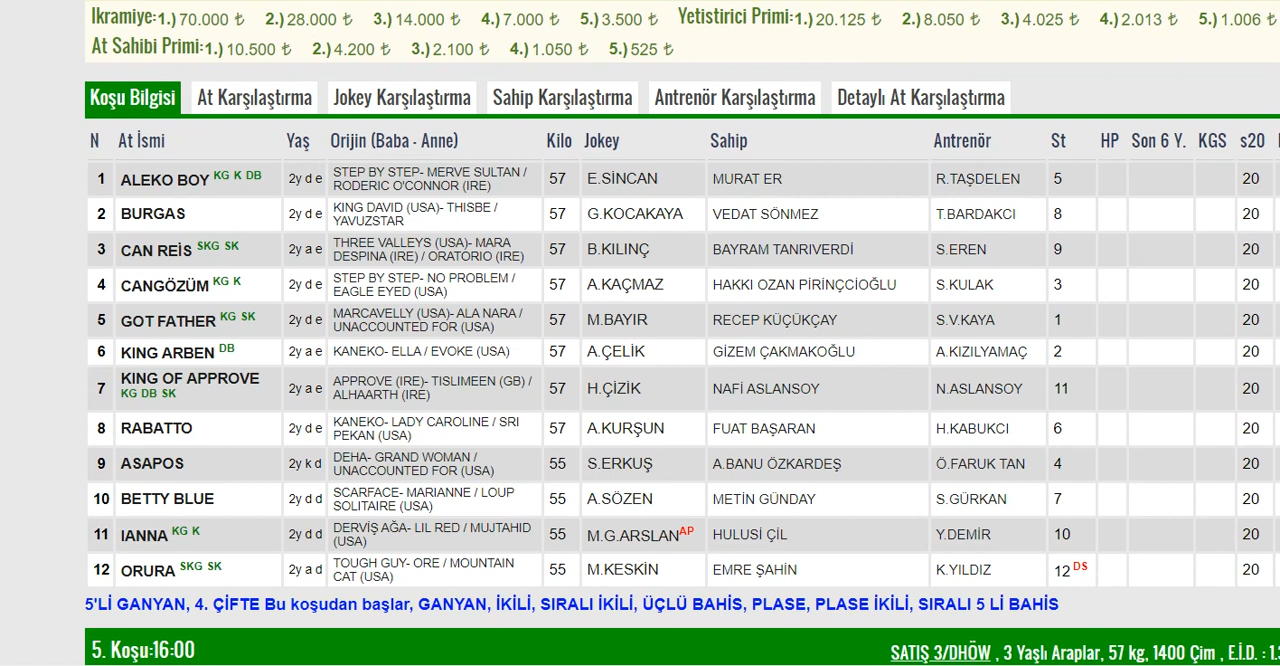 İkramiye:1.) 70.000 ₺ 2.) 28.000 ₺ 3.) 14.000 ₺ 4.) 7.000 ₺ 5.) 3.500 ₺ Yetistirici Primi:1.) 20.125 ₺ 2.) 8.050 ₺ 3.) 4.025 ₺ 4.) 2.013 ₺ 5.) 1.006 ₺
At Sahibi Primi:1.) 10.500 ₺ 2.) 4.200 ₺ 3.) 2.100 ₺ 4.) 1.050 ₺ 5.) 525 ₺
Koşu Bilgisi At Karşılaştırma Jokey Karşılaştırma Sahip Karşılaştırma Antrenör Karşılaştırma Detaylı At Karşılaştırma
N At İsmi Yaş Orijin (Baba - Anne) Kilo Jokey Sahip Antrenör St HP Son 6 Y. KGS s20
1 ALEKO BOY KG K DB 2y d e STEP BY STEP- MERVE SULTAN / RODERIC O'CONNOR (IRE) 57 E.SİNCAN MURAT ER R.TAŞDELEN 5 20
2 BURGAS 2y d e KING DAVID (USA)- THISBE / YAVUZSTAR 57 G.KOCAKAYA VEDAT SÖNMEZ T.BARDAKCI 8 20
3 CAN REİS SKG SK 2y a e THREE VALLEYS (USA)- MARA DESPINA (IRE) / ORATORIO (IRE) 57 B.KILINÇ BAYRAM TANRIVERDİ S.EREN 9 20
4 CANGÖZÜM KG K 2y d e STEP BY STEP- NO PROBLEM / EAGLE EYED (USA) 57 A.KAÇMAZ HAKKI OZAN PİRİNÇCİOĞLU S.KULAK 3 20
5 GOT FATHER KG SK 2y d e MARCAVELLY (USA)- ALA NARA / UNACCOUNTED FOR (USA) 57 M.BAYIR RECEP KÜÇÜKÇAY S.V.KAYA 1 20
6 KING ARBEN DB 2y a e KANEKO- ELLA / EVOKE (USA) 57 A.ÇELİK GİZEM ÇAKMAKOĞLU A.KIZILYAMAÇ 2 20
7 KING OF APPROVE KG DB SK 2y a e APPROVE (IRE)- TISLIMEEN (GB) / ALHAARTH (IRE) 57 H.ÇİZİK NAFİ ASLANSOY N.ASLANSOY 11 20
8 RABATTO 2y d e KANEKO- LADY CAROLINE / SRI PEKAN (USA) 57 A.KURŞUN FUAT BAŞARAN H.KABUKCI 6 20
9 ASAPOS 2y k d DEHA- GRAND WOMAN / UNACCOUNTED FOR (USA) 55 S.ERKUŞ A.BANU ÖZKARDEŞ Ö.FARUK TAN 4 20
10 BETTY BLUE 2y d d SCARFACE- MARIANNE / LOUP SOLITAIRE (USA) 55 A.SÖZEN METİN GÜNDAY S.GÜRKAN 7 20
11 IANNA KG K 2y d d DERVİŞ AĞA- LIL RED / MUJTAHID (USA) 55 M.G.ARSLAN AP HULUSİ ÇİL Y.DEMİR 10 20
12 ORURA SKG SK 2y a d TOUGH GUY- ORE / MOUNTAIN CAT (USA) 55 M.KESKİN EMRE ŞAHİN K.YILDIZ 12 DS 20
5'Lİ GANYAN, 4. ÇİFTE Bu koşudan başlar, GANYAN, İKİLİ, SIRALI İKİLİ, ÜÇLÜ BAHİS, PLASE, PLASE İKİLİ, SIRALI 5 Lİ BAHİS
5. Koşu:16:00 SATIŞ 3/DHÖW , 3 Yaşlı Araplar, 57 kg, 1400 Çim , E.İ.D. :